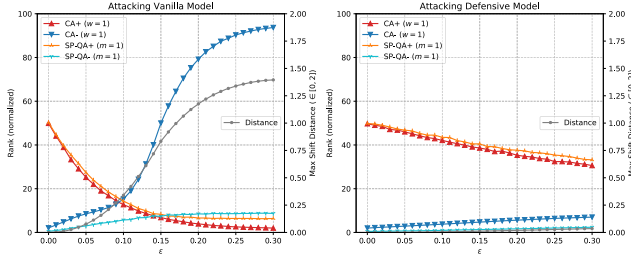 Attacking Vanilla Model
100
80
60
40
20
0
Rank (normalized)
CA+ (w = 1)
CA- (w = 1)
SP-QA+ (m = 1)
SP-QA- (m = 1)
Distance
2.00
1.75
1.50
1.25
1.00
0.75
0.50
0.25
0.00
Max Shift Distance ( ∈ [0, 2])
0.00 0.05 0.10 0.15 0.20 0.25 0.30
ε
Attacking Defensive Model
100
80
60
40
20
0
Rank (normalized)
CA+ (w = 1)
CA- (w = 1)
SP-QA+ (m = 1)
SP-QA- (m = 1)
Distance
2.00
1.75
1.50
1.25
1.00
0.75
0.50
0.25
0.00
Max Shift Distance ( ∈ [0, 2])
0.00 0.05 0.10 0.15 0.20 0.25 0.30
ε